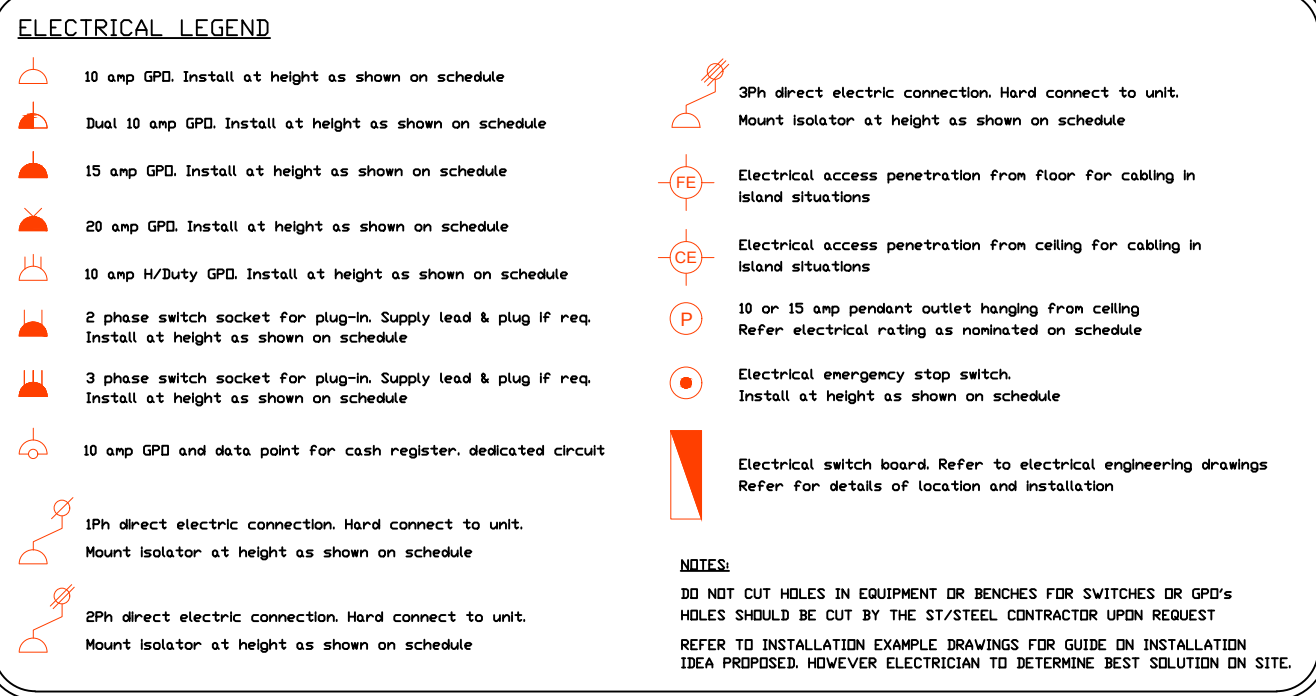 ELECTRICAL LEGEND
10 amp GPO. Install at height as shown on schedule
Dual 10 amp GPO. Install at height as shown on schedule
15 amp GPO. Install at height as shown on schedule
20 amp GPO. Install at height as shown on schedule
10 amp H/Duty GPO. Install at height as shown on schedule
2 phase switch socket for plug-in. Supply lead & plug if req.
Install at height as shown on schedule
3 phase switch socket for plug-in. Supply lead & plug if req.
Install at height as shown on schedule
10 amp GPO and data point for cash register. dedicated circuit
1Ph direct electric connection. Hard connect to unit.
Mount isolator at height as shown on schedule
2Ph direct electric connection. Hard connect to unit.
Mount isolator at height as shown on schedule
3Ph direct electric connection. Hard connect to unit.
Mount isolator at height as shown on schedule
FE
Electrical access penetration from floor for cabling in
island situations
CE
Electrical access penetration from ceiling for cabling in
island situations
P
10 or 15 amp pendant outlet hanging from ceiling
Refer electrical rating as nominated on schedule
Electrical emergemcy stop switch.
Install at height as shown on schedule
Electrical switch board. Refer to electrical engineering drawings
Refer for details of location and installation
NOTES:
DO NOT CUT HOLES IN EQUIPMENT OR BENCHES FOR SWITCHES OR GPO's
HOLES SHOULD BE CUT BY THE ST/STEEL CONTRACTOR UPON REQUEST
REFER TO INSTALLATION EXAMPLE DRAWINGS FOR GUIDE ON INSTALLATION
IDEA PROPOSED. HOWEVER ELECTRICIAN TO DETERMINE BEST SOLUTION ON SITE.